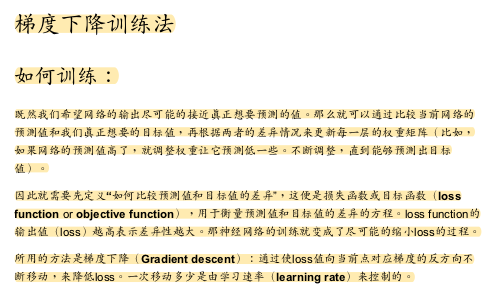 梯度下降训练法
如何训练：
既然我们希望网络的输出尽可能的接近真正想要预测的值。那么就可以通过比较当前网络的
预测值和我们真正想要的目标值，再根据两者的差异情况来更新每一层的权重矩阵（比如，
如果网络的预测值高了，就调整权重让它预测低一些。不断调整，直到能够预测出目标
值）。
因此就需要先定义“如何比较预测值和目标值的差异”，这便是损失函数或目标函数（loss
function or objective function），用于衡量预测值和目标值的差异的方程。loss function的
输出值（loss）越高表示差异性越大。那神经网络的训练就变成了尽可能的缩小loss的过程。
所用的方法是梯度下降（Gradient descent）：通过使loss值向当前点对应梯度的反方向不
断移动，来降低loss。一次移动多少是由学习速率（learning rate）来控制的。